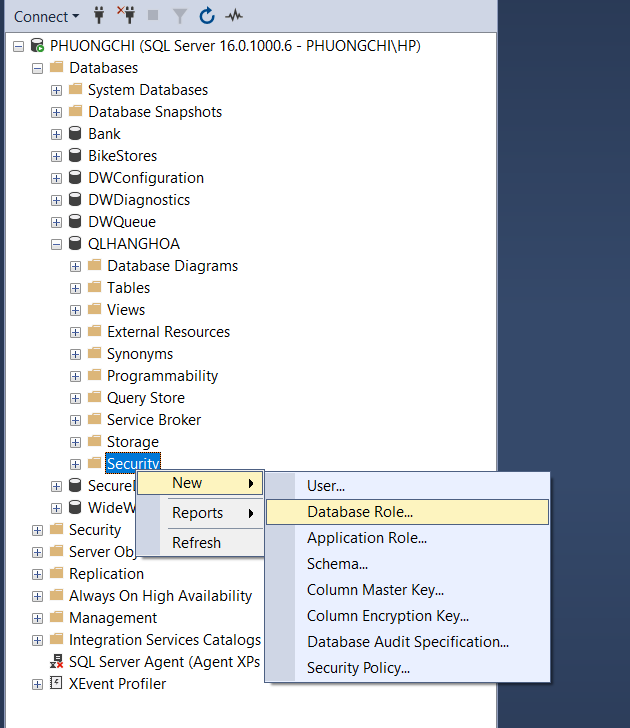 Connect
PHUONGCHI (SQL Server 16.0.1000.6 - PHUONGCHI\HP)
Databases
System Databases
Database Snapshots
Bank
BikeStores
DWConfiguration
DWDiagnostics
DWQueue
QLHANGHOA
Database Diagrams
Tables
Views
External Resources
Synonyms
Programmability
Query Store
Service Broker
Storage
Security
Security
Replication
Always On High Availability
Management
Integration Services Catalogs
SQL Server Agent (Agent XPs
XEvent Profiler
New
Reports
Refresh
User...
Database Role...
Application Role...
Schema...
Column Master Key...
Column Encryption Key...
Database Audit Specification...
Security Policy...